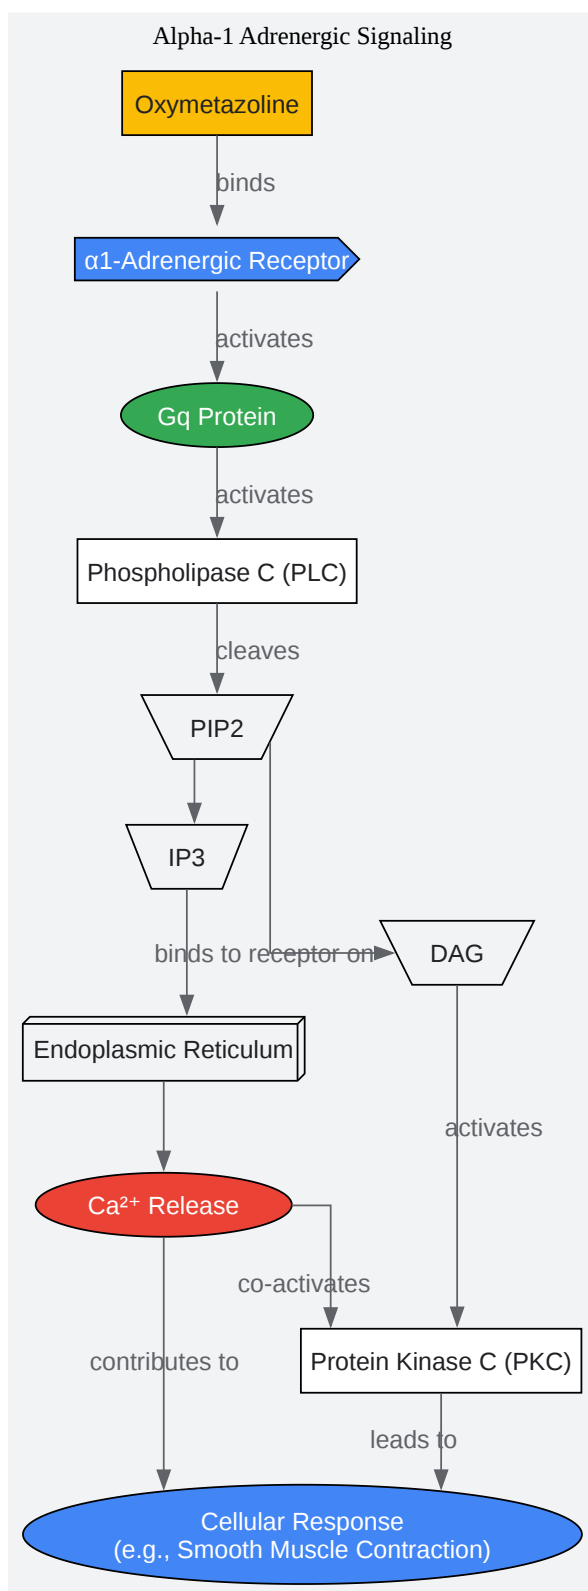 Alpha-1 Adrenergic Signaling
Oxymetazoline
binds
α1-Adrenergic Receptor
activates
Gq Protein
activates
Phospholipase C (PLC)
cleaves
PIP2
IP3
binds to receptor on
DAG
Endoplasmic Reticulum
activates
Ca²⁺ Release
co-activates
contributes to
Protein Kinase C (PKC)
leads to
Cellular Response
(e.g., Smooth Muscle Contraction)